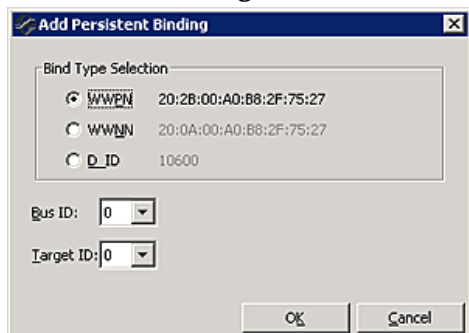 Add Persistent Binding
Bind Type Selection
WWPN 20:2B:00:A0:B8:2F:75:27
WWNN 20:0A:00:A0:B8:2F:75:27
D_ID 10600
Bus ID: 0
Target ID: 0
OK Cancel